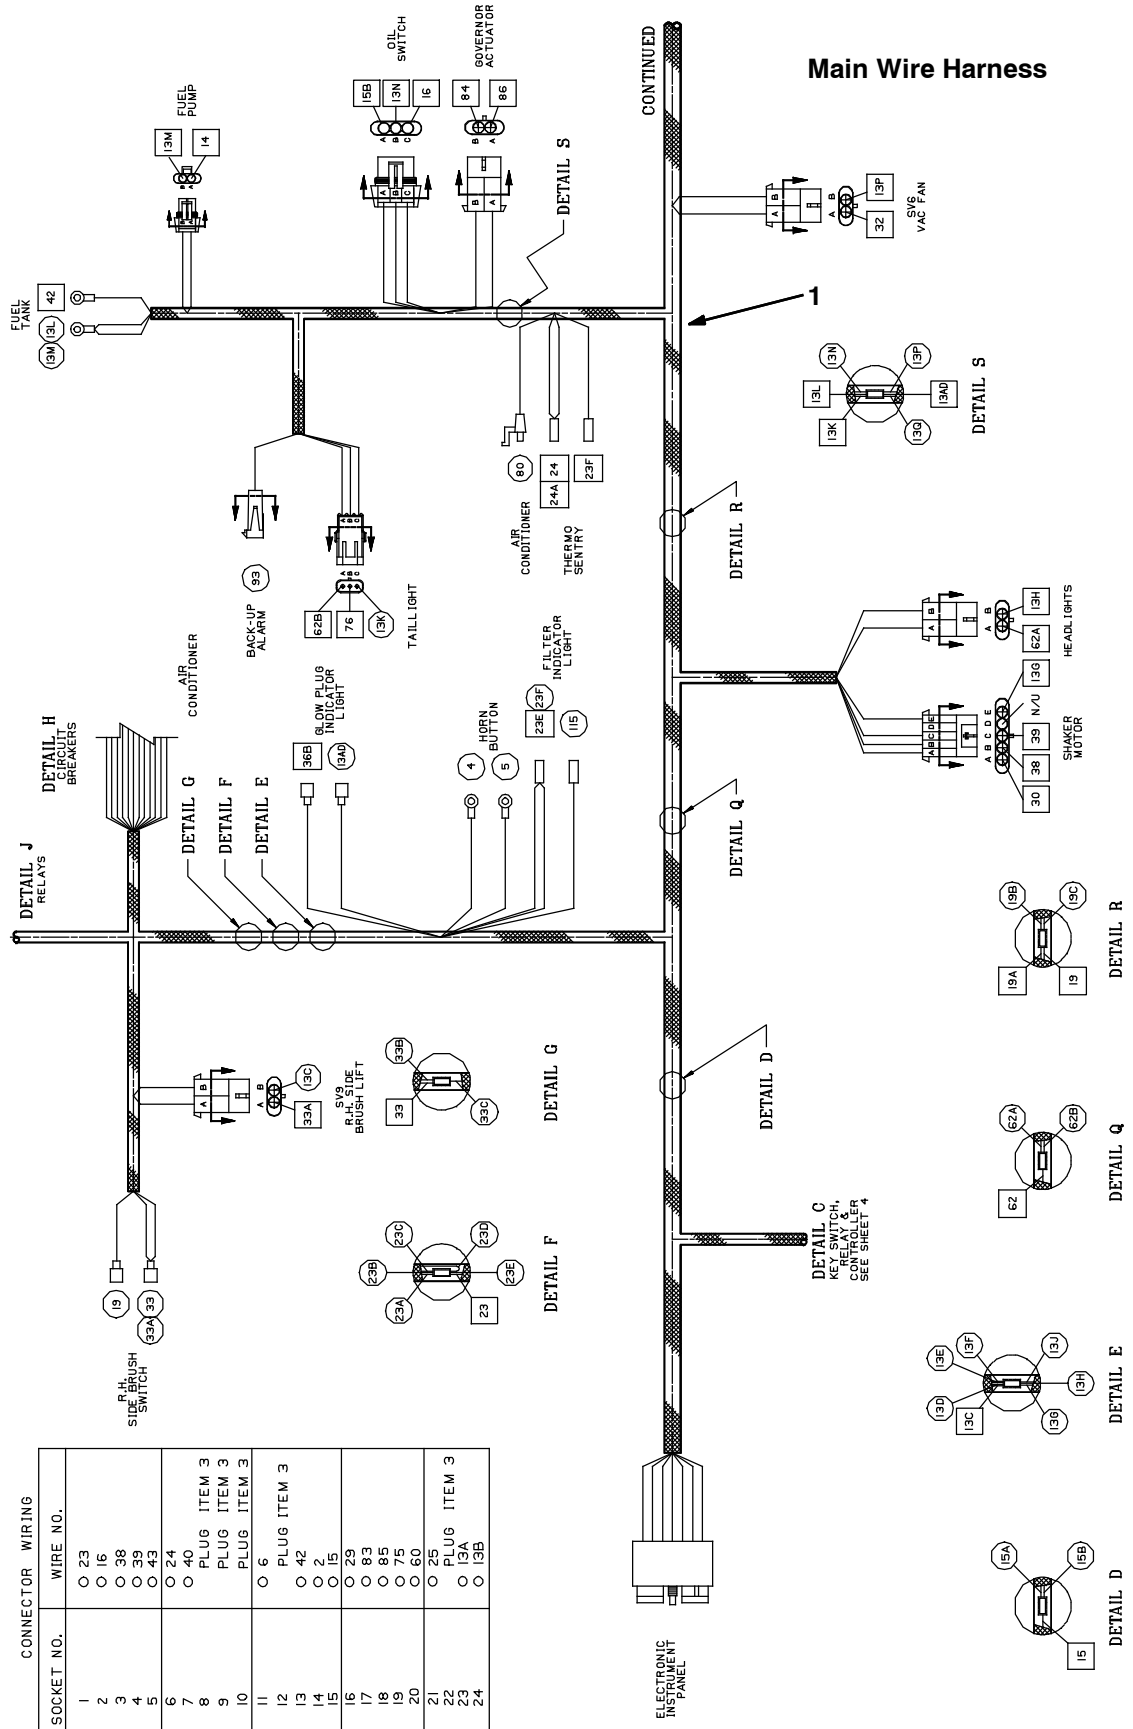 Main Wire Harness
1
CONTINUED
FUEL
TANK
42
13L
13M
FUEL
PUMP
13M
14
B
A
OIL
SWITCH
15B
13N
16
A
B
C
A
B
C
GOVERNOR
ACTUATOR
84
86
B
A
B
A
DETAIL S
SV6
VAC FAN
A
B
A
B
32
13P
BACK-UP
ALARM
93
TAILLIGHT
62B
76
13K
A
B
C
A
B
C
AIR
CONDITIONER
80
24
24A
THERMO
SENTRY
23F
DETAIL S
13L
13K
13N
13P
13Q
13AD
DETAIL R
DETAIL Q
DETAIL D
DETAIL J
RELAYS
DETAIL H
CIRCUIT
BREAKERS
AIR
CONDITIONER
DETAIL G
DETAIL F
DETAIL E
GLOW PLUG
INDICATOR
LIGHT
36B
13AD
HORN
BUTTON
4
5
FILTER
INDICATOR
LIGHT
23E
23F
115
HEADLIGHTS
A
B
A
B
62A
13H
SHAKER
MOTOR
A B C D E
A B C D E
30
38
39
N/U
13G
R.H.
SIDE BRUSH
SWITCH
19
33
33A
SV9
R.H. SIDE
BRUSH LIFT
A
B
A
B
33A
13C
DETAIL G
33
33B
33C
DETAIL F
23B
23A
23C
23D
23E
23
DETAIL C
KEY SWITCH,
RELAY &
CONTROLLER
SEE SHEET 4
DETAIL R
19A
19B
19C
19
DETAIL Q
62
62A
62B
DETAIL E
13E
13D
13C
13F
13J
13H
13G
DETAIL D
15
15A
15B
ELECTRONIC
INSTRUMENT
PANEL
CONNECTOR WIRING
SOCKET NO. WIRE NO.
1 23
2 16
3 38
4 39
5 43
6 24
7 40
8 PLUG ITEM 3
9 PLUG ITEM 3
10 PLUG ITEM 3
11 6
12 PLUG ITEM 3
13 42
14 2
15 15
16 29
17 83
18 85
19 75
20 60
21 25
22 PLUG ITEM 3
23 13A
24 13B